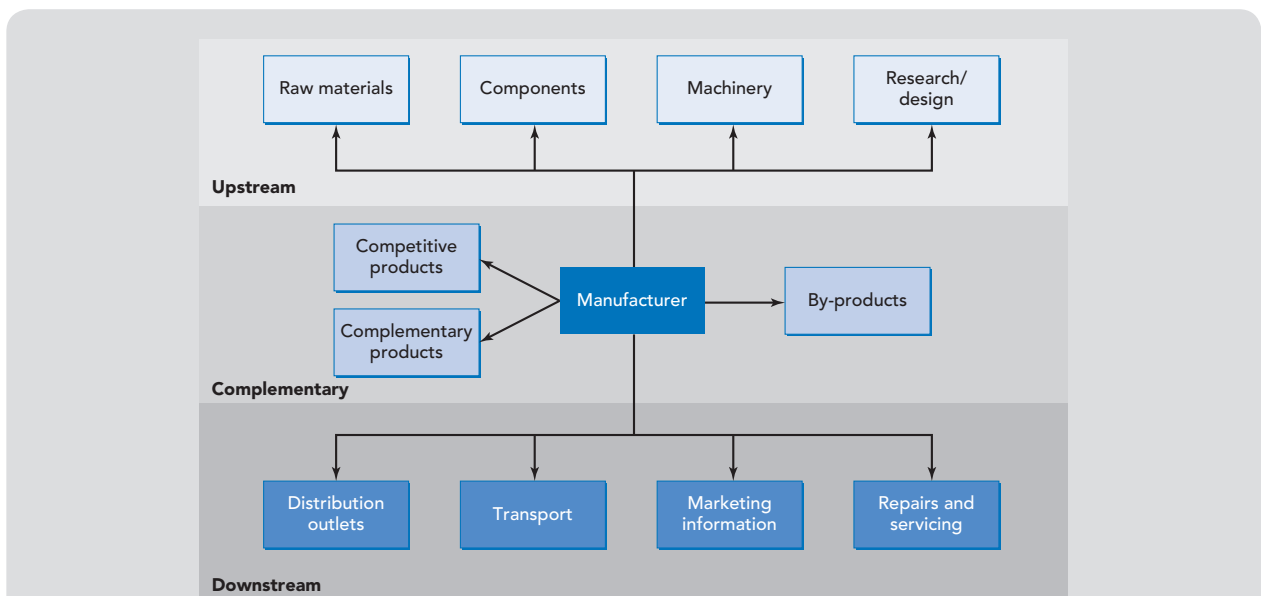 Raw materials
Components
Machinery
Research/
design
Upstream
Competitive
products
Manufacturer
By-products
Complementary
products
Complementary
Distribution
outlets
Transport
Marketing
information
Repairs and
servicing
Downstream